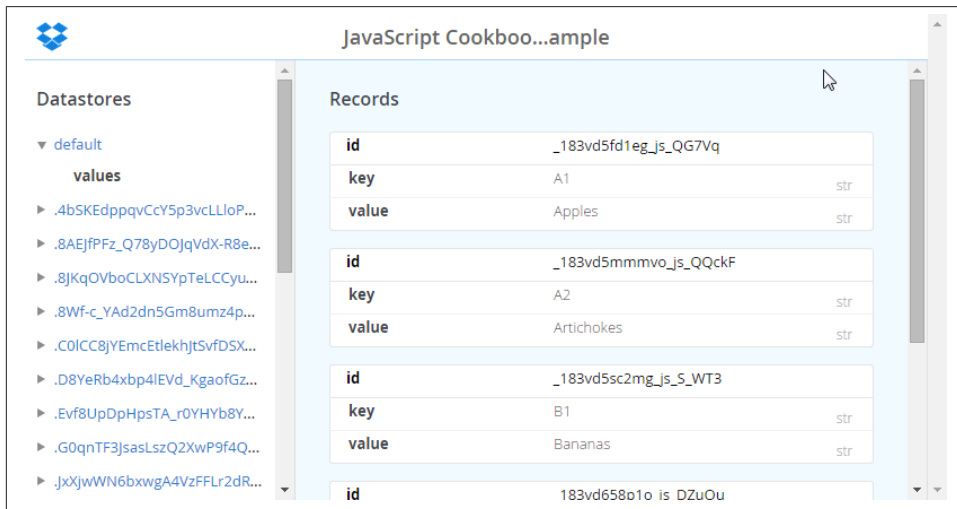 JavaScript Cookboo...ample
Datastores
default
values
.4bSKEdppqvCcY5p3vcLLloP...
.8AEJfPFz_Q78yDOJqVdX-R8e...
.8JKqOVboCLXNSYpTeLCCyu...
.8Wf-c_YAd2dn5Gm8umz4p...
.C0lCC8jYEmcEtlekhJtSvfDSX...
.D8YeRb4xbp4lEVd_KgaofGz...
.Evf8UpDpHpsTA_r0YHYb8Y...
.G0qnTF3JsasLszQ2XwP9f4Q...
.JxXjwWN6bxwgA4VzFFLr2dR...
Records
id _183vd5fd1eg_js_QG7Vq
key A1 str
value Apples str
id _183vd5mmmvo_js_QQckF
key A2 str
value Artichokes str
id _183vd5sc2mg_js_S_WT3
key B1 str
value Bananas str
id _183vd658p1o_js_DZuOu